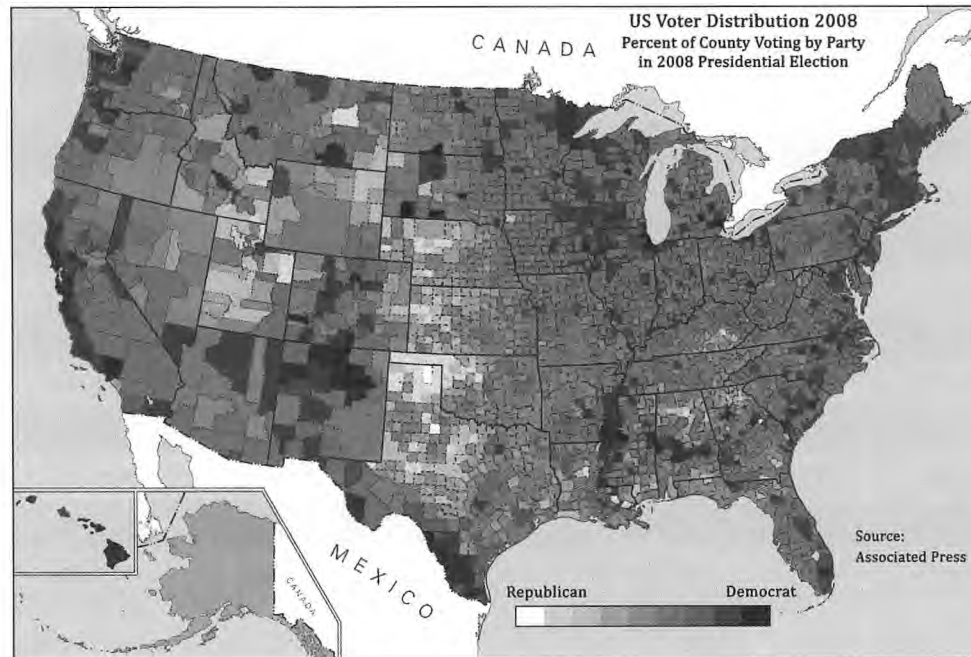 US Voter Distribution 2008
Percent of County Voting by Party
in 2008 Presidential Election
CANADA
MEXICO
CANADA
Source:
Associated Press
Republican Democrat